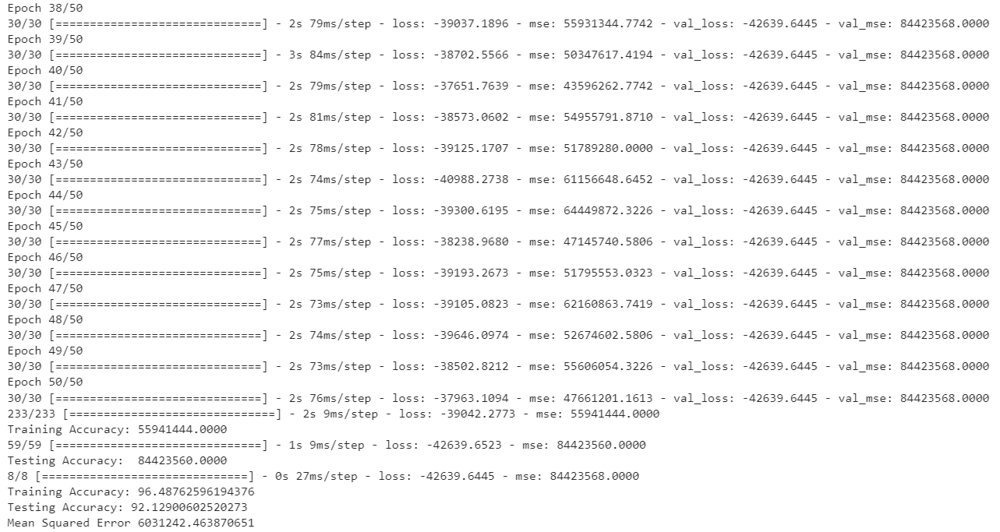 Epoch 38/50
30/30 [==============================] - 2s 79ms/step - loss: -39037.1896 - mse: 55931344.7742 - val_loss: -42639.6445 - val_mse: 84423568.0000
Epoch 39/50
30/30 [==============================] - 3s 84ms/step - loss: -38702.5566 - mse: 50347617.4194 - val_loss: -42639.6445 - val_mse: 84423568.0000
Epoch 40/50
30/30 [==============================] - 2s 79ms/step - loss: -37651.7639 - mse: 43596262.7742 - val_loss: -42639.6445 - val_mse: 84423568.0000
Epoch 41/50
30/30 [==============================] - 2s 81ms/step - loss: -38573.0602 - mse: 54955791.8710 - val_loss: -42639.6445 - val_mse: 84423568.0000
Epoch 42/50
30/30 [==============================] - 2s 78ms/step - loss: -39125.1707 - mse: 51789280.0000 - val_loss: -42639.6445 - val_mse: 84423568.0000
Epoch 43/50
30/30 [==============================] - 2s 74ms/step - loss: -40988.2738 - mse: 61156648.6452 - val_loss: -42639.6445 - val_mse: 84423568.0000
Epoch 44/50
30/30 [==============================] - 2s 75ms/step - loss: -39300.6195 - mse: 64449872.3226 - val_loss: -42639.6445 - val_mse: 84423568.0000
Epoch 45/50
30/30 [==============================] - 2s 77ms/step - loss: -38238.9680 - mse: 47145740.5806 - val_loss: -42639.6445 - val_mse: 84423568.0000
Epoch 46/50
30/30 [==============================] - 2s 75ms/step - loss: -39193.2673 - mse: 51795553.0323 - val_loss: -42639.6445 - val_mse: 84423568.0000
Epoch 47/50
30/30 [==============================] - 2s 73ms/step - loss: -39105.0823 - mse: 62160863.7419 - val_loss: -42639.6445 - val_mse: 84423568.0000
Epoch 48/50
30/30 [==============================] - 2s 74ms/step - loss: -39646.0974 - mse: 52674602.5806 - val_loss: -42639.6445 - val_mse: 84423568.0000
Epoch 49/50
30/30 [==============================] - 2s 73ms/step - loss: -38502.8212 - mse: 55606054.3226 - val_loss: -42639.6445 - val_mse: 84423568.0000
Epoch 50/50
30/30 [==============================] - 2s 76ms/step - loss: -37963.1094 - mse: 47661201.1613 - val_loss: -42639.6445 - val_mse: 84423568.0000
233/233 [==============================] - 2s 9ms/step - loss: -39042.2773 - mse: 55941444.0000
Training Accuracy: 55941444.0000
59/59 [==============================] - 1s 9ms/step - loss: -42639.6523 - mse: 84423560.0000
Testing Accuracy:  84423560.0000
8/8 [==============================] - 0s 27ms/step - loss: -42639.6445 - mse: 84423568.0000
Training Accuracy: 96.48762596194376
Testing Accuracy: 92.12900602520273
Mean Squared Error 6031242.463870651